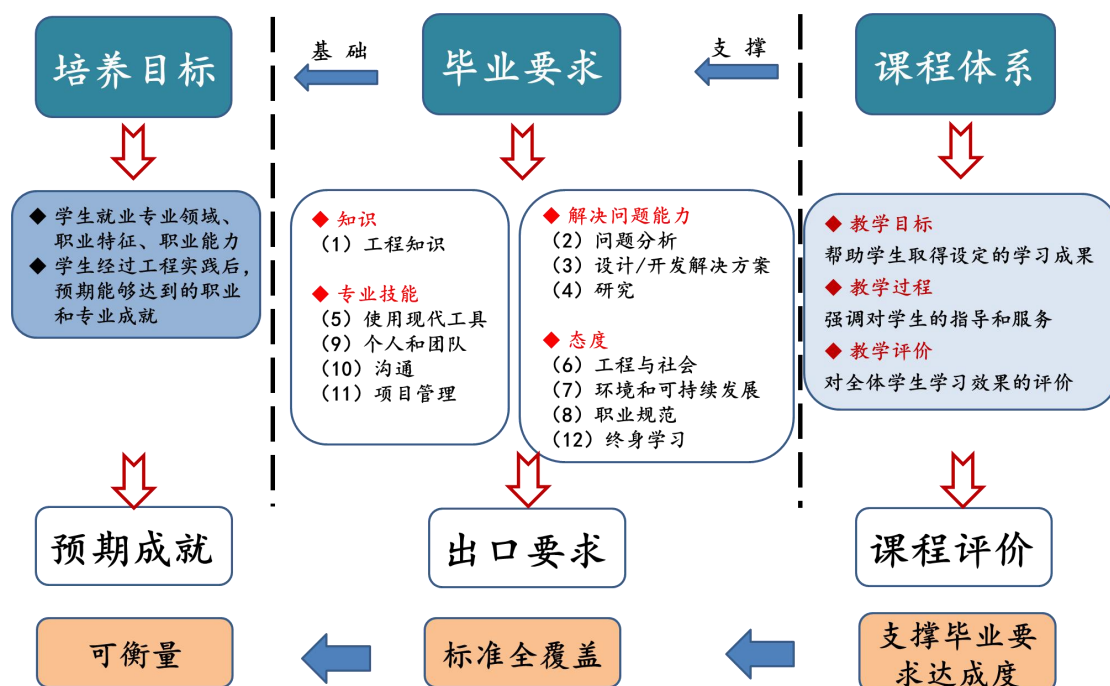 培养目标
基 础
毕业要求
支 撑
课程体系
◆ 学生就业专业领域、
职业特征、职业能力
◆ 学生经过工程实践后，
预期能够达到的职业
和专业成就
◆ 知识
（1）工程知识
◆ 专业技能
（5）使用现代工具
（9）个人和团队
（10）沟通
（11）项目管理
◆ 解决问题能力
（2）问题分析
（3）设计/开发解决方案
（4）研究
◆ 态度
（6）工程与社会
（7）环境和可持续发展
（8）职业规范
（12）终身学习
◆ 教学目标
帮助学生取得设定的学习成果
◆ 教学过程
强调对学生的指导和服务
◆ 教学评价
对全体学生学习效果的评价
预期成就
出口要求
课程评价
可衡量
标准全覆盖
支撑毕业要
求达成度